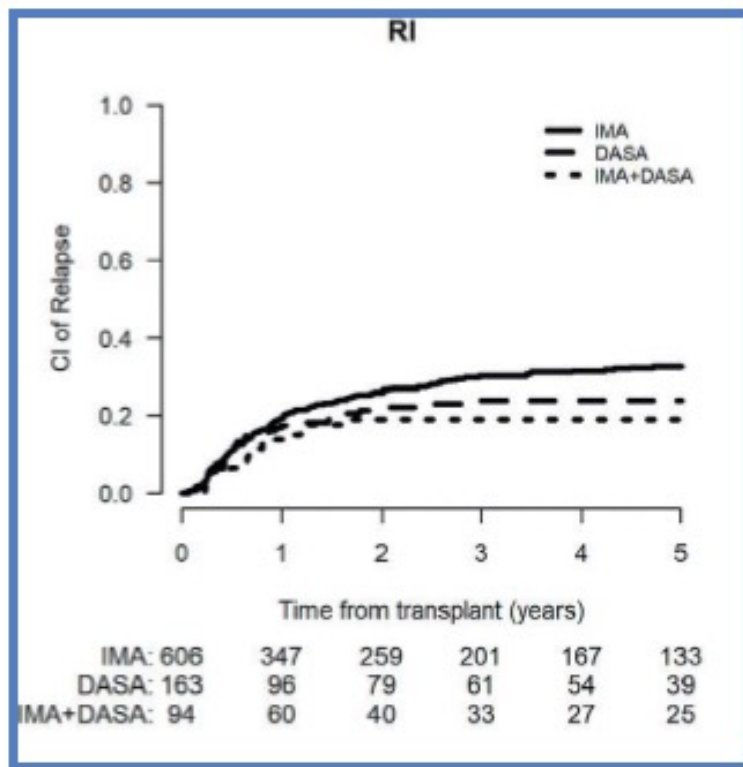 RI
CI of Relapse
1.0
0.8
0.6
0.4
0.2
0.0
IMA
DASA
IMA+DASA
0 1 2 3 4 5
Time from transplant (years)
IMA: 606 347 259 201 167 133
DASA: 163 96 79 61 54 39
IMA+DASA: 94 60 40 33 27 25